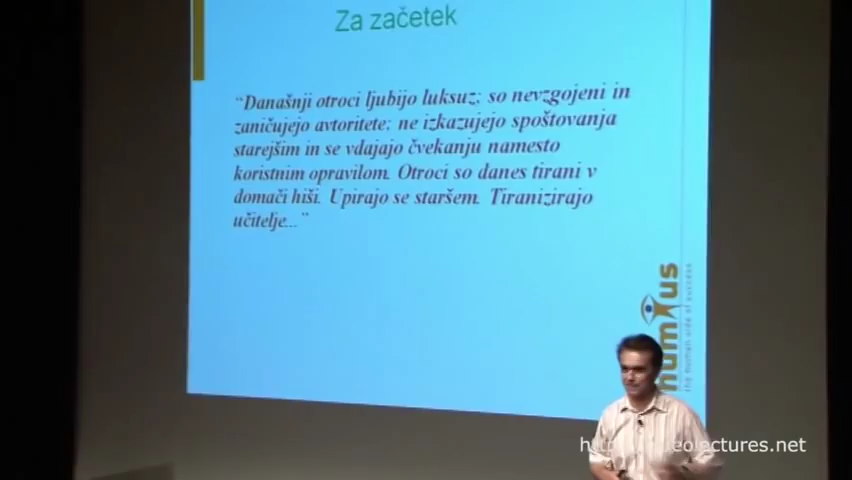 Za začetek
"Današnji otroci ljubijo luksuz; so nevzgojeni in
zaničujejo avtoritete; ne izkazujejo spoštovanja
starejšim in se vdajajo čvekanju namesto
koristnim opravilom. Otroci so danes tirani v
domači hiši. Upirajo se staršem. Tiranizirajo
učitelje..."
humus
the human side of success
lectures.net